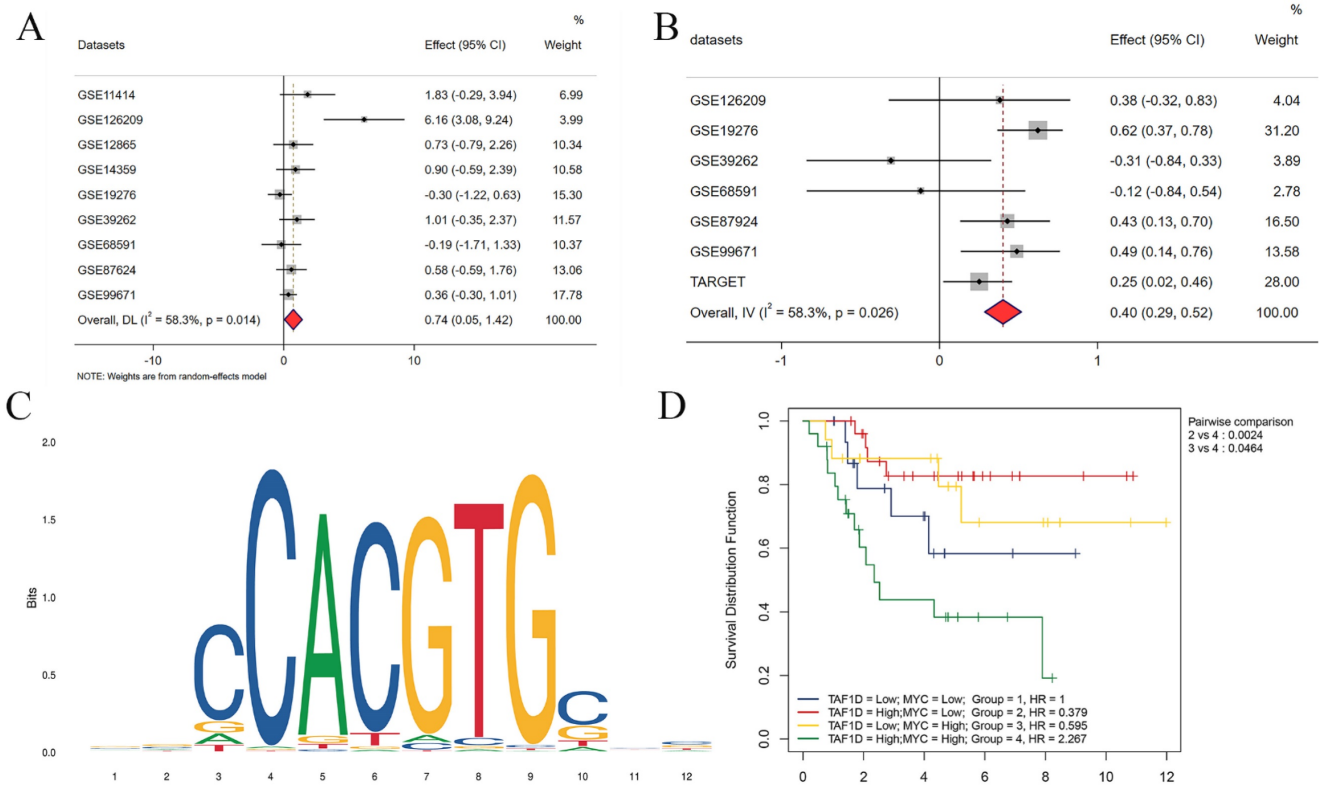 A
%
Datasets Effect (95% CI) Weight
GSE11414 1.83 (-0.29, 3.94) 6.99
GSE126209 6.16 (3.08, 9.24) 3.99
GSE12865 0.73 (-0.79, 2.26) 10.34
GSE14359 0.90 (-0.59, 2.39) 10.58
GSE19276 -0.30 (-1.22, 0.63) 15.30
GSE39262 1.01 (-0.35, 2.37) 11.57
GSE68591 -0.19 (-1.71, 1.33) 10.37
GSE87624 0.58 (-0.59, 1.76) 13.06
GSE99671 0.36 (-0.30, 1.01) 17.78
Overall, DL (I² = 58.3%, p = 0.014) 0.74 (0.05, 1.42) 100.00
-10 0 10
NOTE: Weights are from random-effects model
B
%
datasets Effect (95% CI) Weight
GSE126209 0.38 (-0.32, 0.83) 4.04
GSE19276 0.62 (0.37, 0.78) 31.20
GSE39262 -0.31 (-0.84, 0.33) 3.89
GSE68591 -0.12 (-0.84, 0.54) 2.78
GSE87924 0.43 (0.13, 0.70) 16.50
GSE99671 0.49 (0.14, 0.76) 13.58
TARGET 0.25 (0.02, 0.46) 28.00
Overall, IV (I² = 58.3%, p = 0.026) 0.40 (0.29, 0.52) 100.00
-1 0 1
C
Bits
2.0
1.5
1.0
0.5
0.0
CCACGTGC
1 2 3 4 5 6 7 8 9 10 11 12
D
Survival Distribution Function
1.0
0.8
0.6
0.4
0.2
0.0
Pairwise comparison
2 vs 4 : 0.0024
3 vs 4 : 0.0464
TAF1D = Low; MYC = Low; Group = 1, HR = 1
TAF1D = High;MYC = Low; Group = 2, HR = 0.379
TAF1D = Low; MYC = High; Group = 3, HR = 0.595
TAF1D = High;MYC = High; Group = 4, HR = 2.267
0 2 4 6 8 10 12